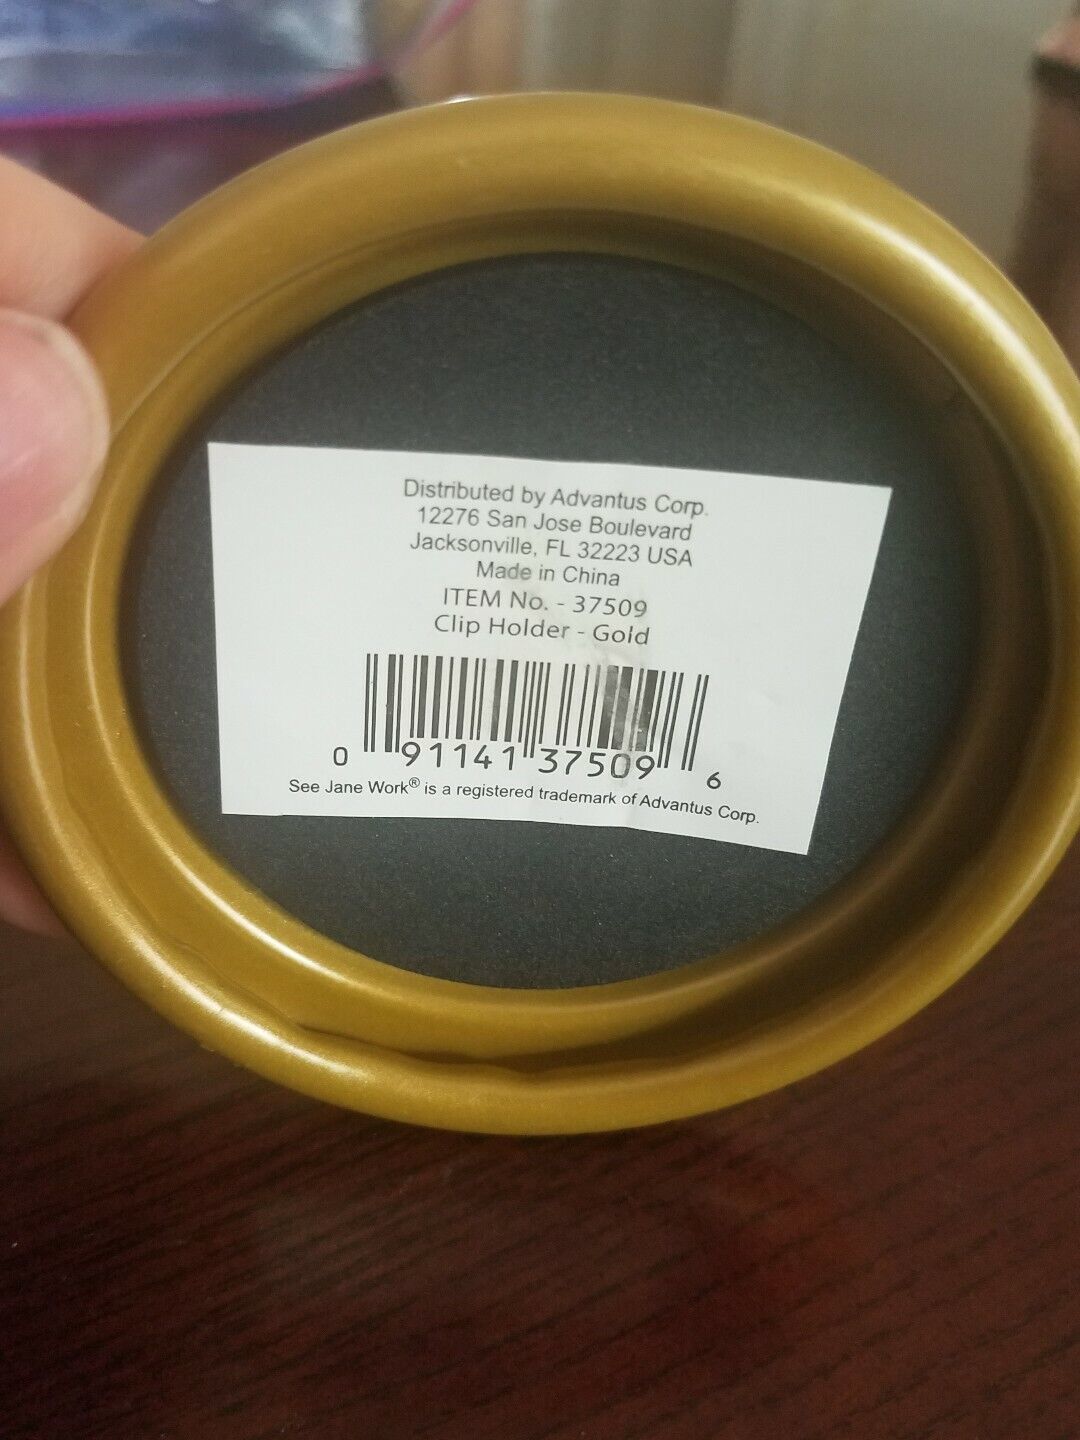 Distributed by Advantus Corp.
12276 San Jose Boulevard
Jacksonville, FL 32223 USA
Made in China
ITEM No. - 37509
Clip Holder - Gold
0 91141 37509 6
See Jane Work® is a registered trademark of Advantus Corp.